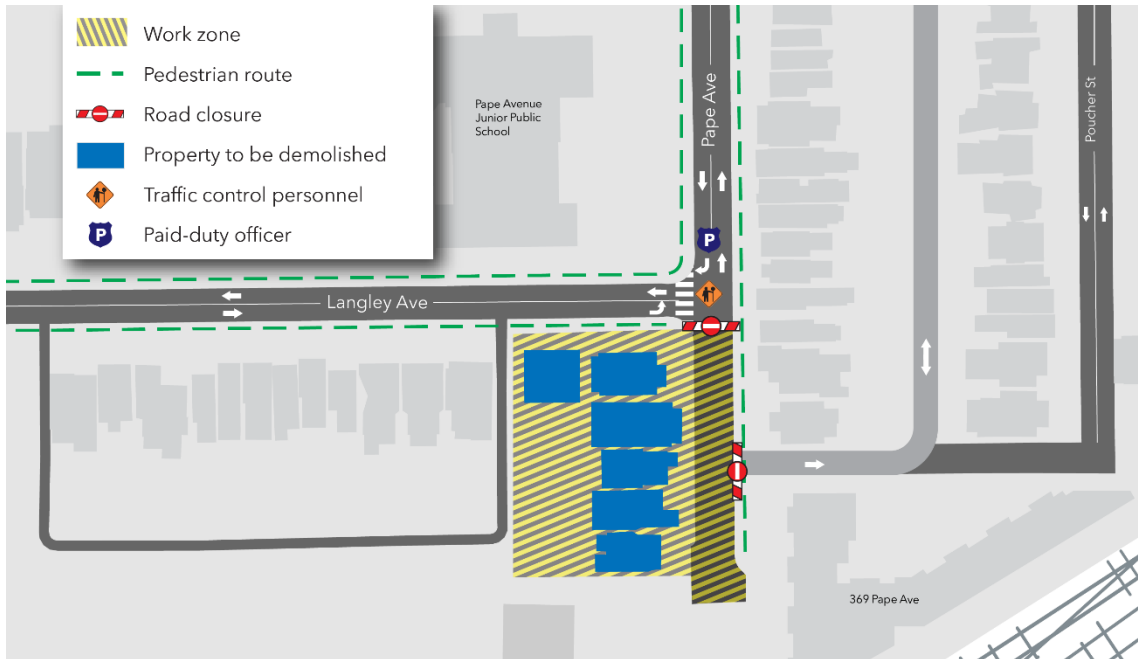 Work zone
Pedestrian route
Road closure
Property to be demolished
Traffic control personnel
P
Paid-duty officer
Pape Avenue
Junior Public
School
Pape Ave
Poucher St
P
Langley Ave
369 Pape Ave